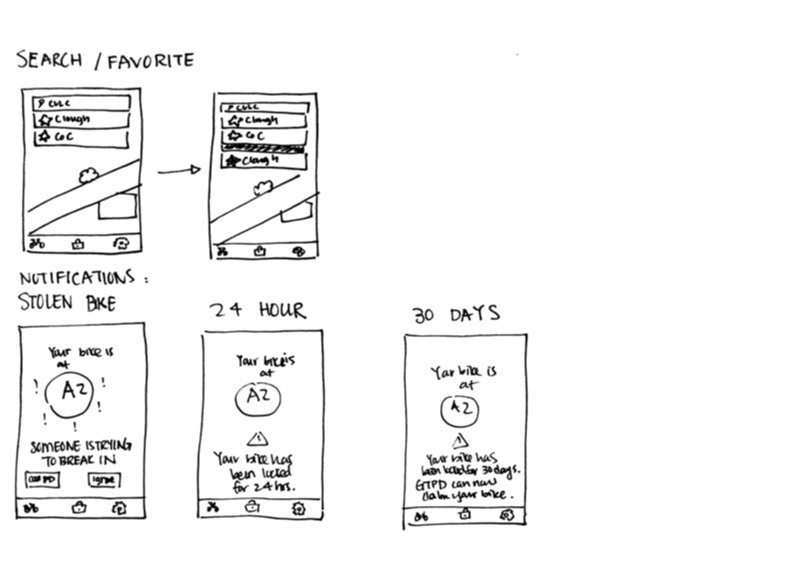 SEARCH / FAVORITE
CULC
Clough
CoC
CULC
Clough
CoC
Clough
NOTIFICATIONS:
STOLEN BIKE
Your bike is
at
A2
! ! ! ! !
SOMEONE IS TRYING
TO BREAK IN
Call PD
Ignore
24 HOUR
Your bike is
at
A2
!
Your bike has
been locked
for 24 hrs.
30 DAYS
Your bike is
at
A2
!
Your bike has
been locked for 30 days.
GTPD can now
claim your bike.